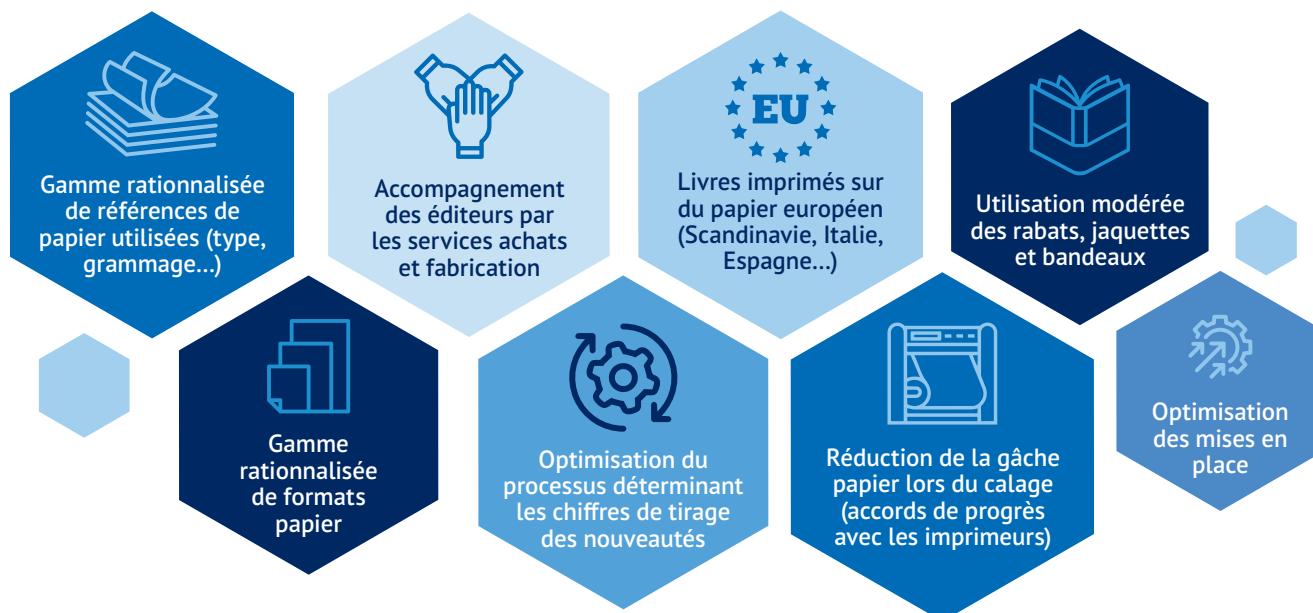 Gamme rationnalisée
de références de
papier utilisées (type,
grammage...)
Accompagnement
des éditeurs par
les services achats
et fabrication
EU
Livres imprimés sur
du papier européen
(Scandinavie, Italie,
Espagne...)
Utilisation modérée
des rabats, jaquettes
et bandeaux
Gamme
rationnalisée
de formats
papier
Optimisation du
processus déterminant
les chiffres de tirage
des nouveautés
Réduction de la gâche
papier lors du calage
(accords de progrès
avec les imprimeurs)
Optimisation
des mises en
place